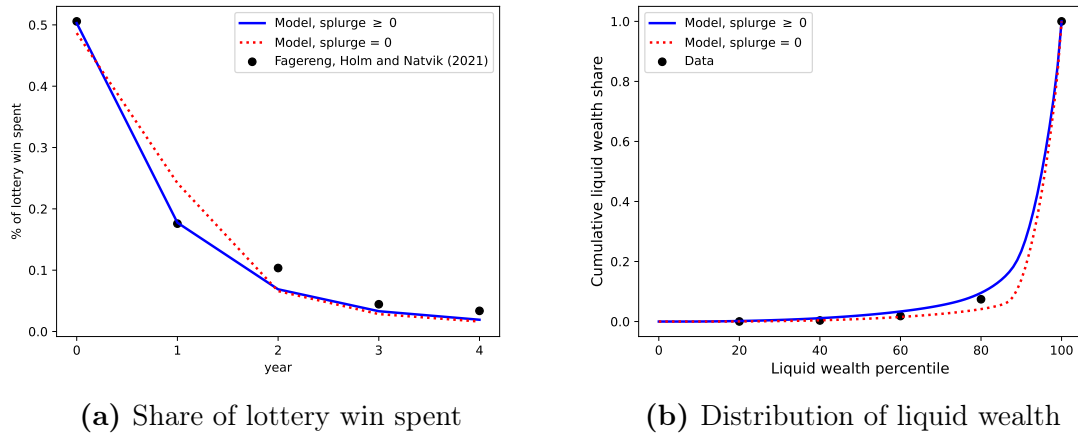 % of lottery win spent
0.5
0.4
0.3
0.2
0.1
0.0
Model, splurge ≥ 0
Model, splurge = 0
Fagereng, Holm and Natvik (2021)
0 1 2 3 4
year
(a) Share of lottery win spent
Cumulative liquid wealth share
1.0
0.8
0.6
0.4
0.2
0.0
Model, splurge ≥ 0
Model, splurge = 0
Data
0 20 40 60 80 100
Liquid wealth percentile
(b) Distribution of liquid wealth